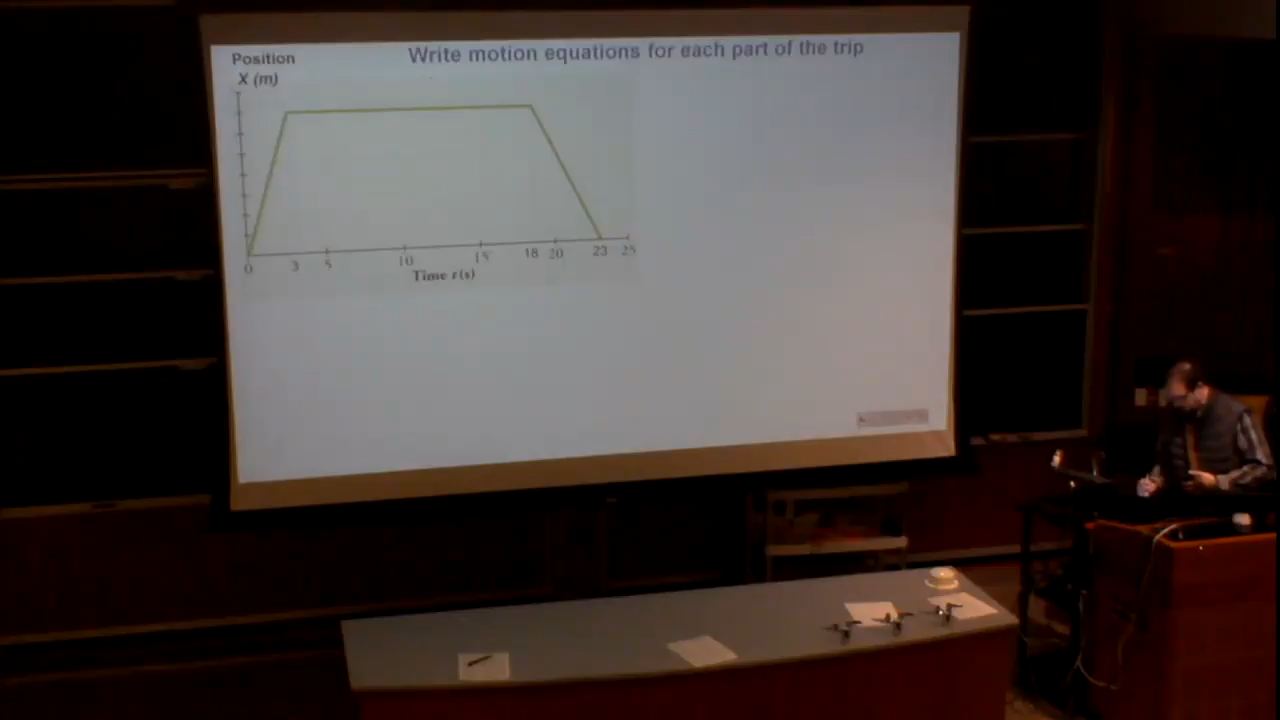 Write motion equations for each part of the trip
Position
X (m)
0 3 5 10 15 18 20 23 25
Time t(s)